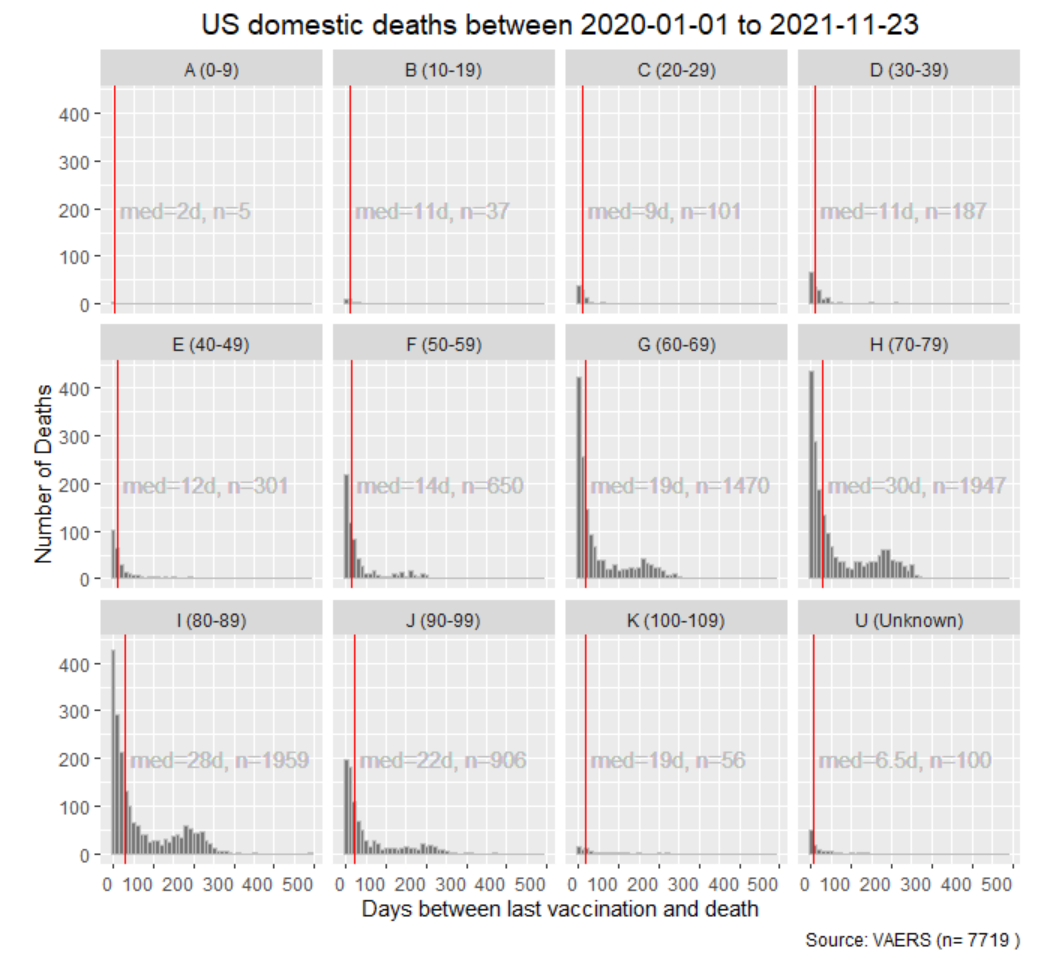 US domestic deaths between 2020-01-01 to 2021-11-23
A (0-9) B (10-19) C (20-29) D (30-39)
400
300
200
100
0
med=2d, n=5 med=11d, n=37 med=9d, n=101 med=11d, n=187
E (40-49) F (50-59) G (60-69) H (70-79)
400
300
200
100
0
med=12d, n=301 med=14d, n=650 med=19d, n=1470 med=30d, n=1947
Number of Deaths
I (80-89) J (90-99) K (100-109) U (Unknown)
400
300
200
100
0
med=28d, n=1959 med=22d, n=906 med=19d, n=56 med=6.5d, n=100
0 100 200 300 400 500 0 100 200 300 400 500 0 100 200 300 400 500 0 100 200 300 400 500
Days between last vaccination and death
Source: VAERS (n= 7719 )